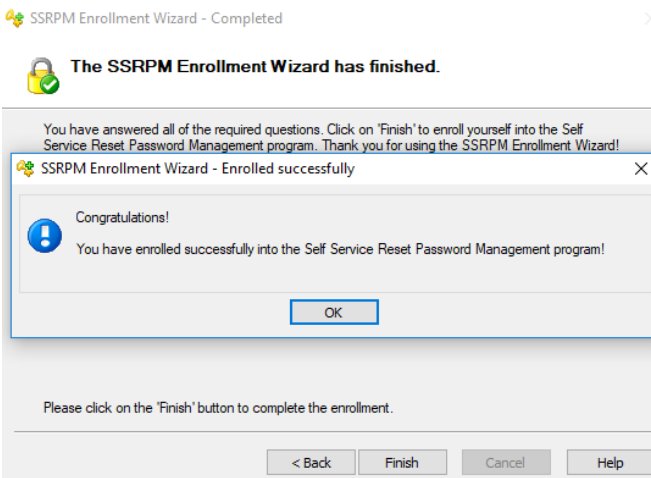 SSRPM Enrollment Wizard - Completed
The SSRPM Enrollment Wizard has finished.
You have answered all of the required questions. Click on 'Finish' to enroll yourself into the Self
Service Reset Password Management program. Thank you for using the SSRPM Enrollment Wizard!
SSRPM Enrollment Wizard - Enrolled successfully
Congratulations!
You have enrolled successfully into the Self Service Reset Password Management program!
OK
Please click on the 'Finish' button to complete the enrollment.
< Back Finish Cancel Help